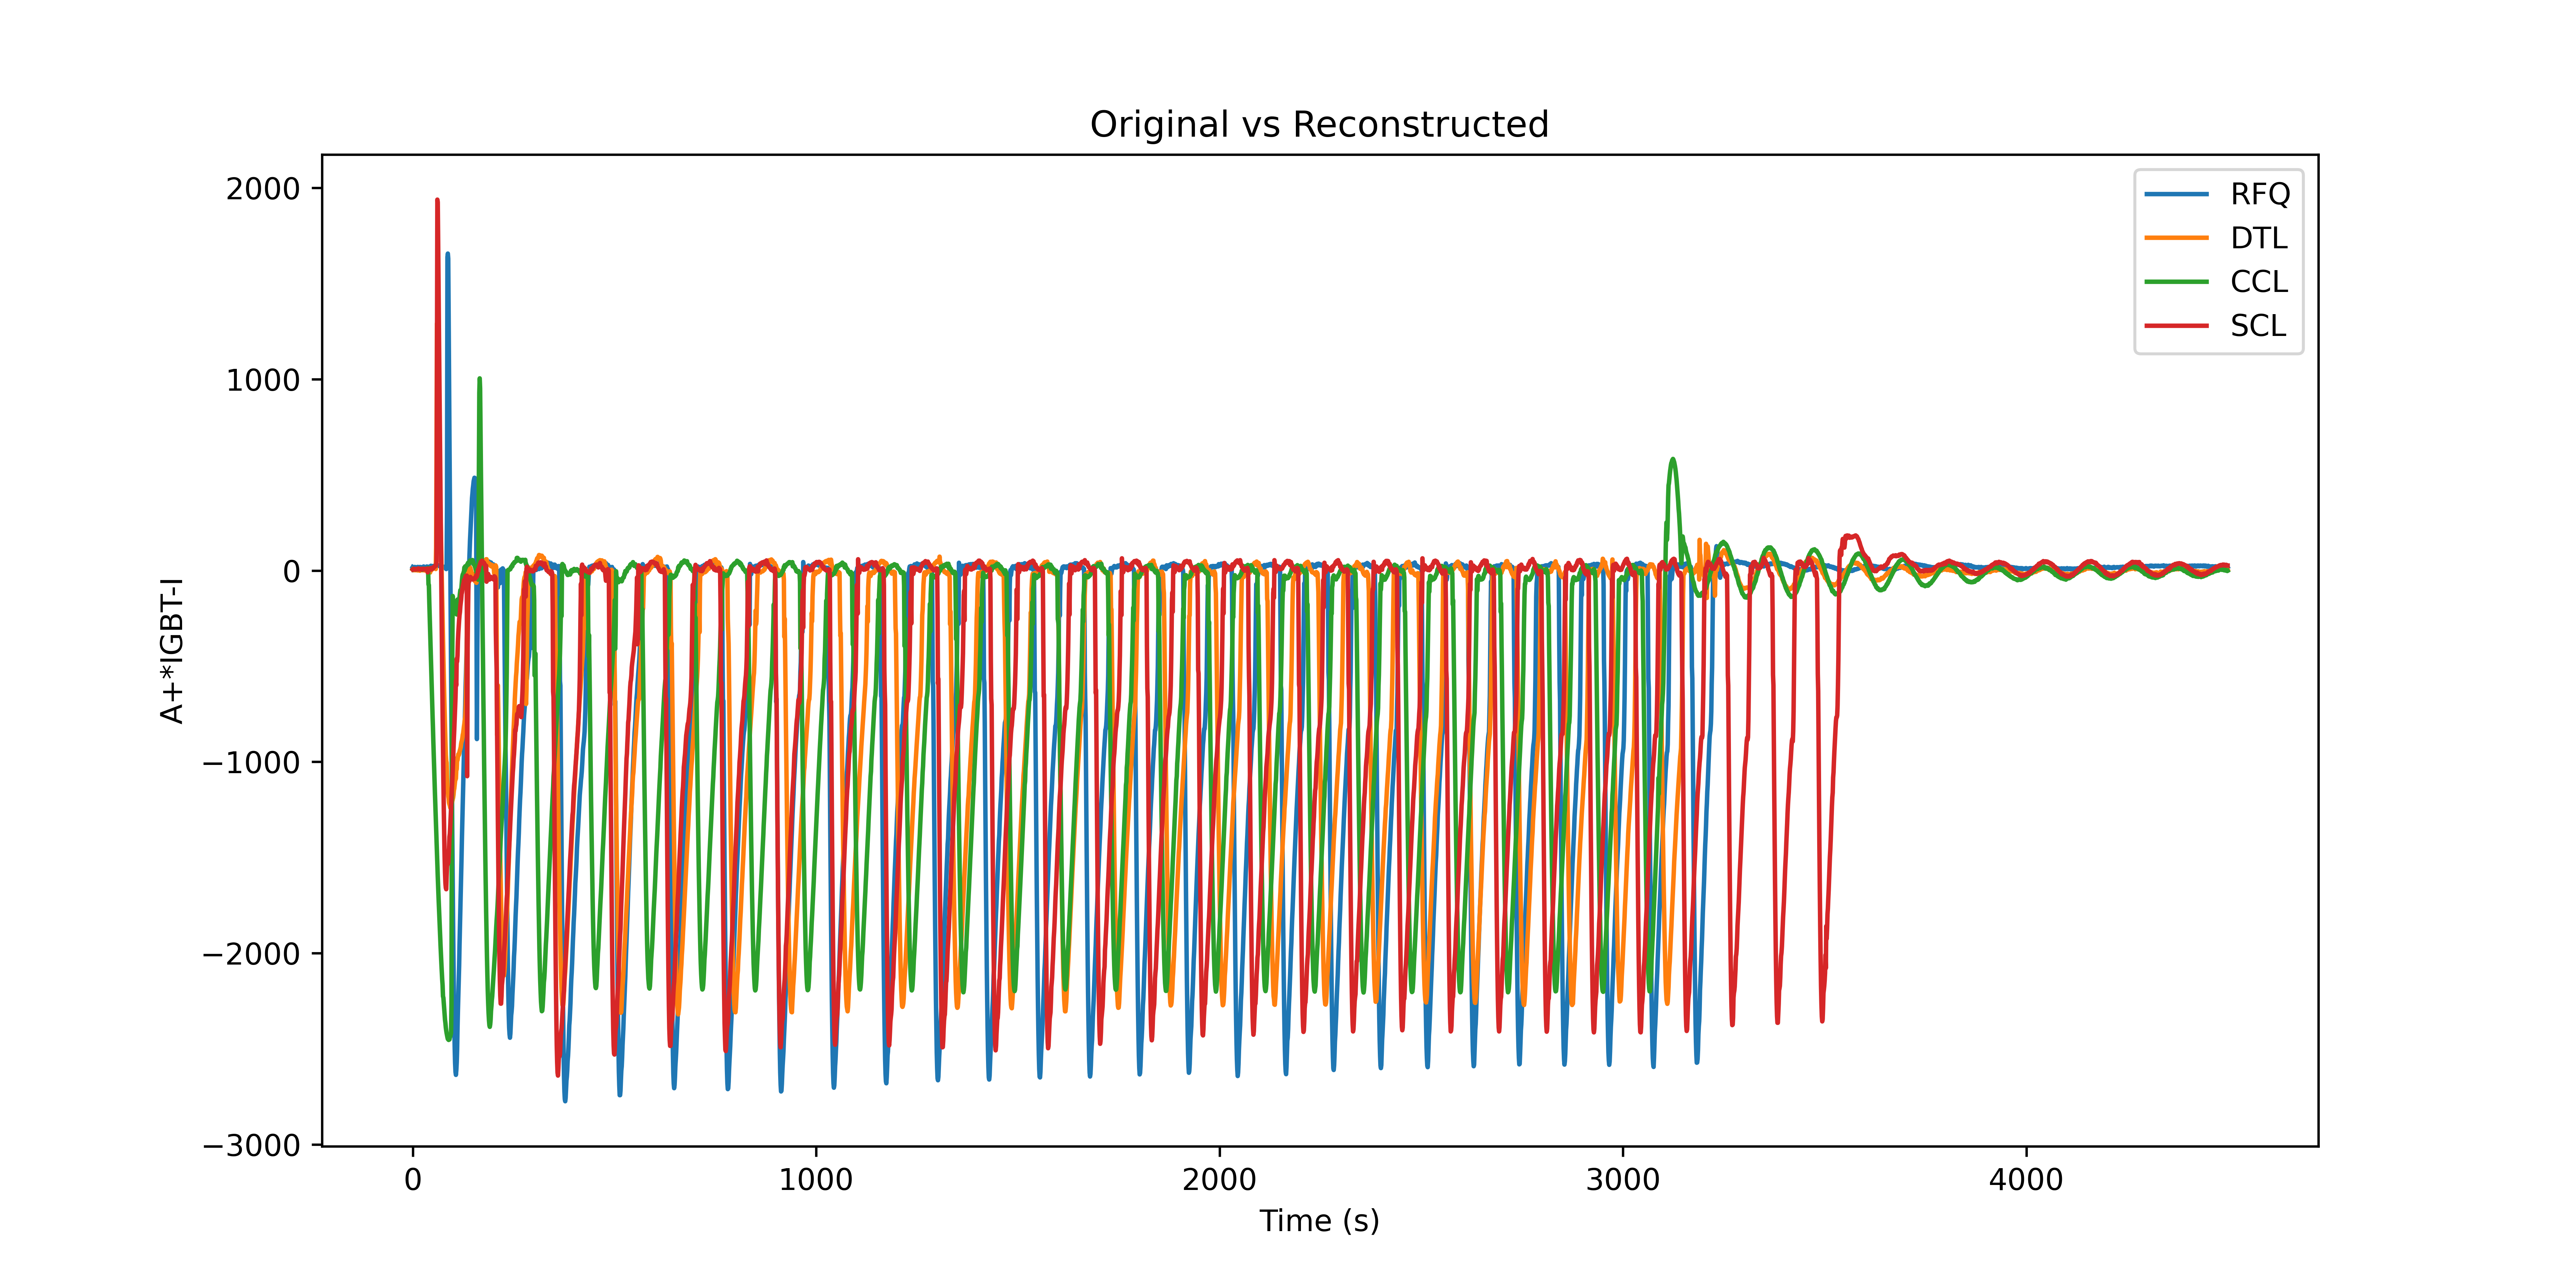 Original vs Reconstructed
2000
1000
0
−1000
−2000
−3000
A+*IGBT-I
RFQ
DTL
CCL
SCL
0 1000 2000 3000 4000
Time (s)